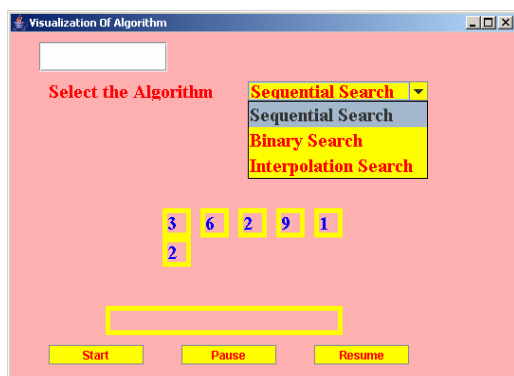 Visualization Of Algorithm
Select the Algorithm Sequential Search
Sequential Search
Binary Search
Interpolation Search
3 6 2 9 1
2
Start Pause Resume